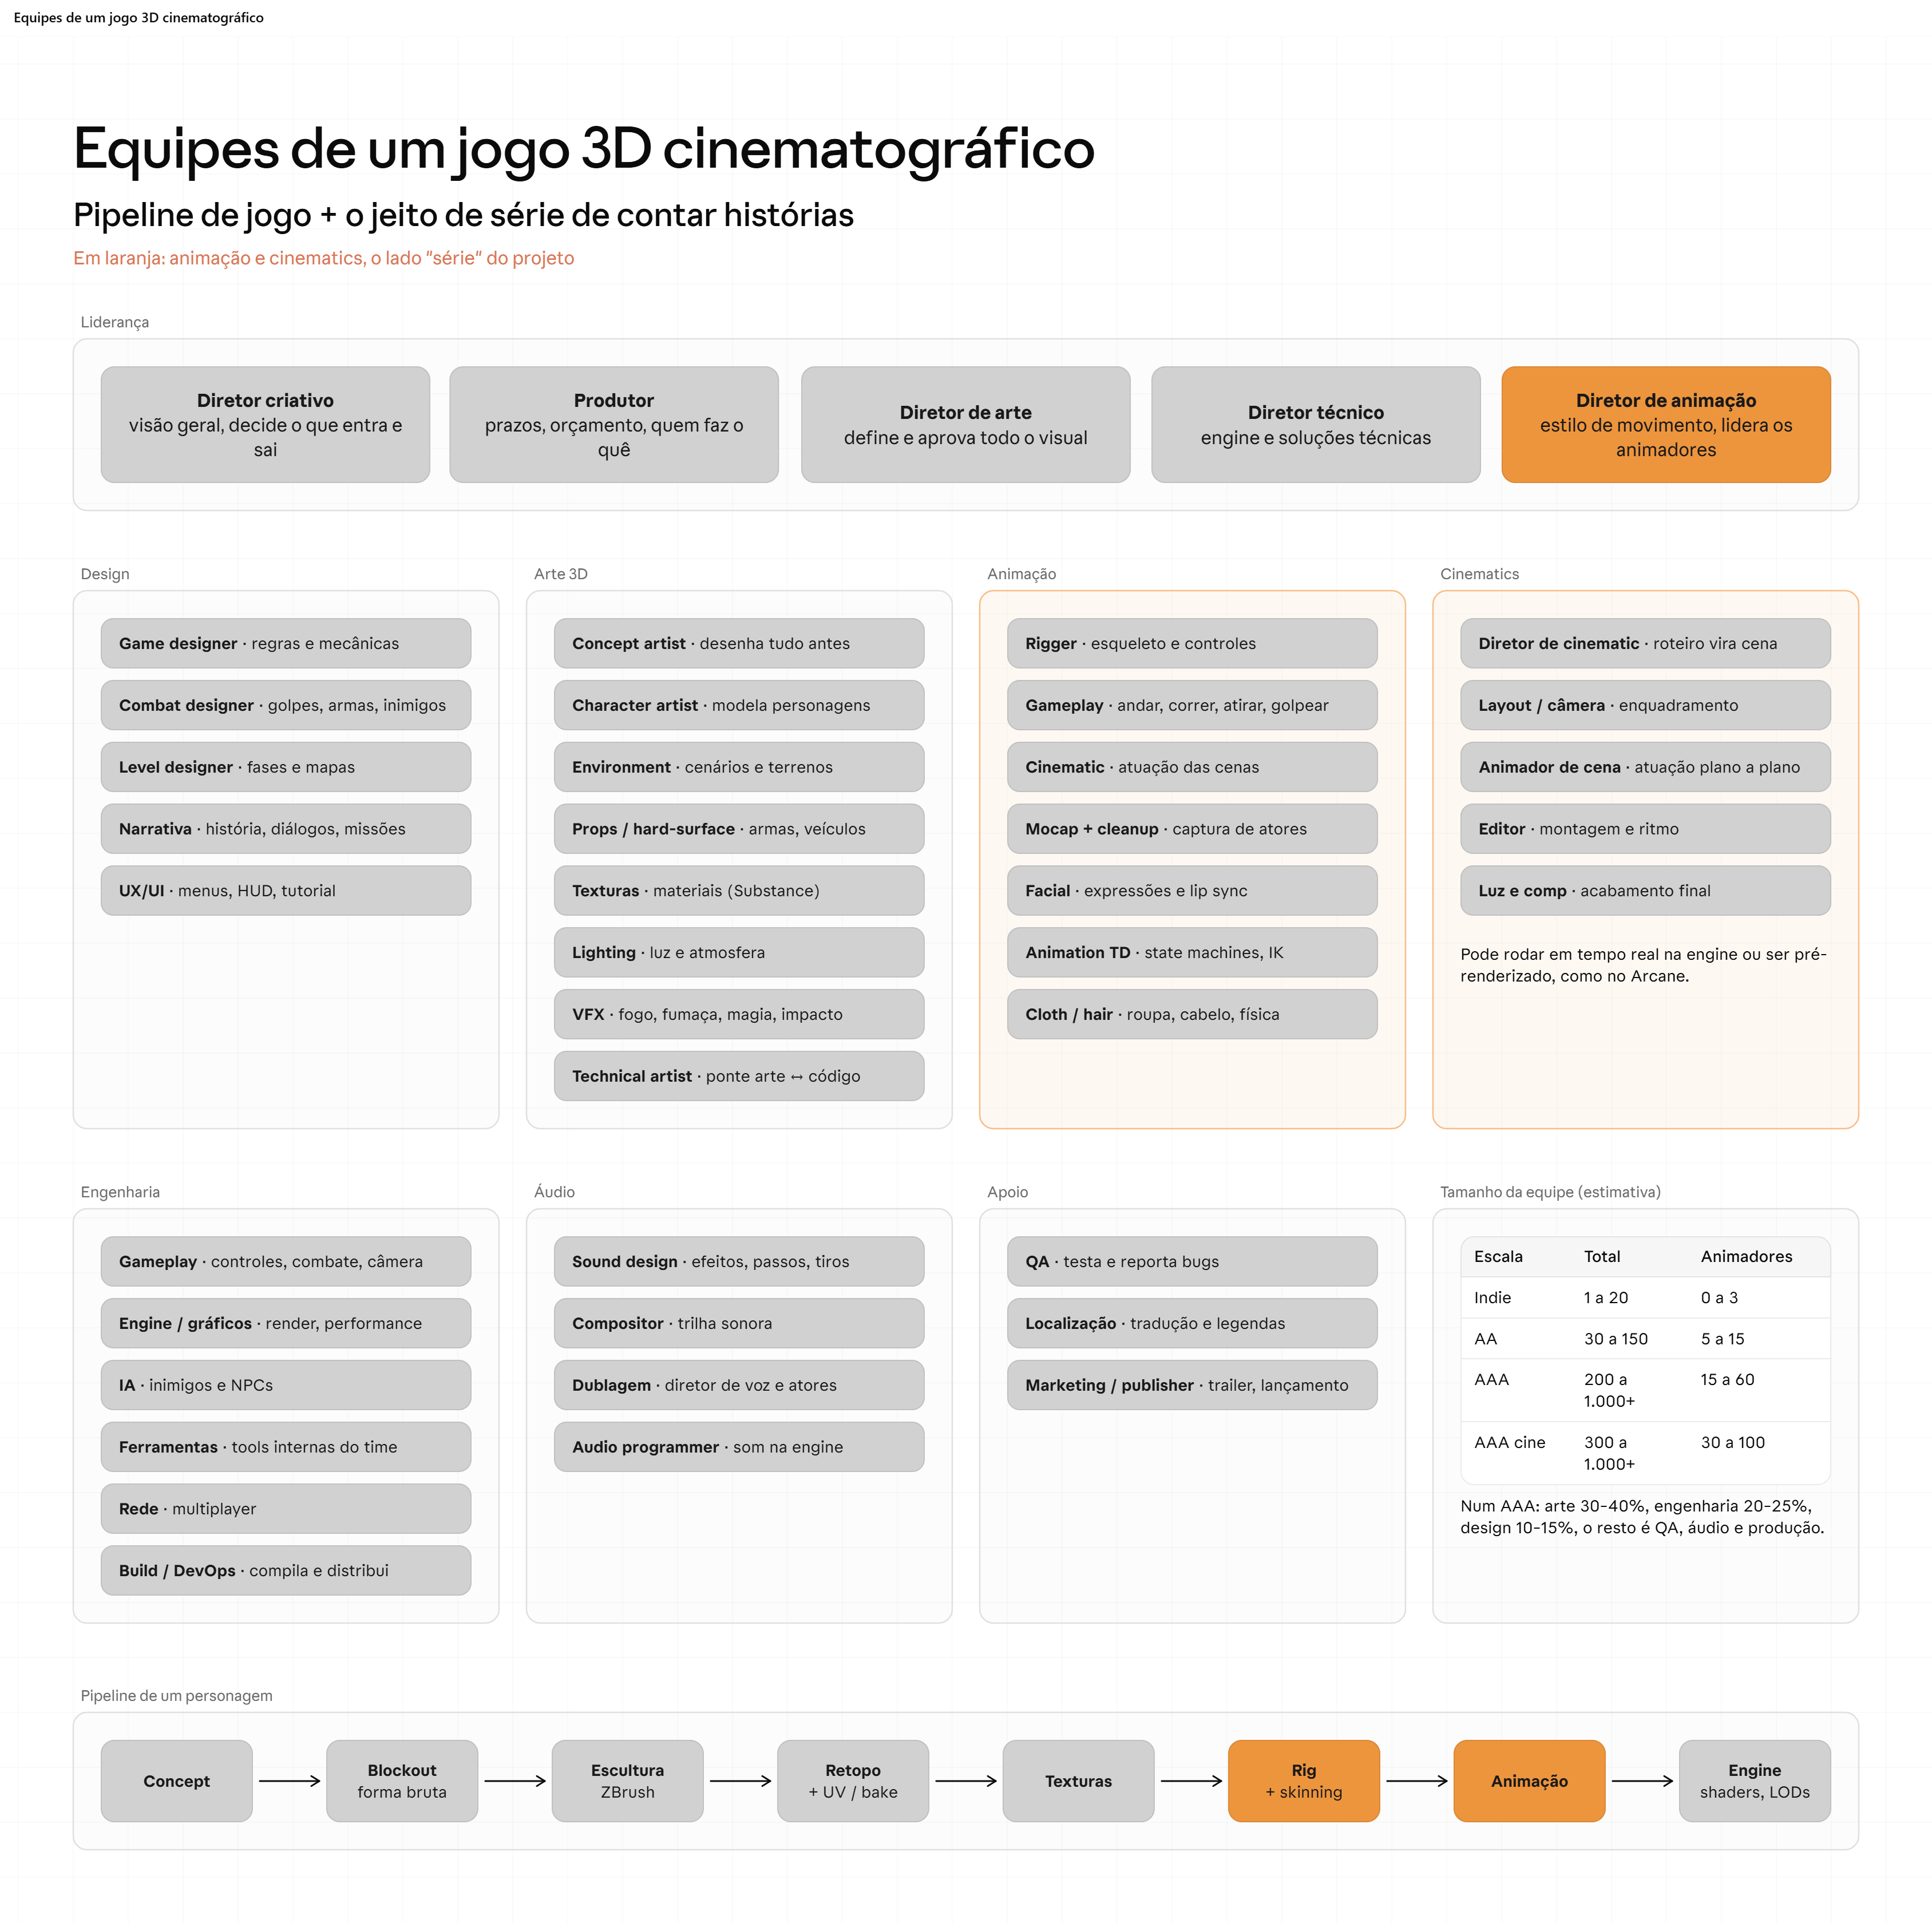 Equipes de um jogo 3D cinematográfico
Equipes de um jogo 3D cinematográfico
Pipeline de jogo + o jeito de série de contar histórias
Em laranja: animação e cinematics, o lado "série" do projeto
Liderança
Diretor criativo
visão geral, decide o que entra e
sai
Produtor
prazos, orçamento, quem faz o
quê
Diretor de arte
define e aprova todo o visual
Diretor técnico
engine e soluções técnicas
Diretor de animação
estilo de movimento, lidera os
animadores
Design
Game designer · regras e mecânicas
Combat designer · golpes, armas, inimigos
Level designer · fases e mapas
Narrativa · história, diálogos, missões
UX/UI · menus, HUD, tutorial
Arte 3D
Concept artist · desenha tudo antes
Character artist · modela personagens
Environment · cenários e terrenos
Props / hard-surface · armas, veículos
Texturas · materiais (Substance)
Lighting · luz e atmosfera
VFX · fogo, fumaça, magia, impacto
Technical artist · ponte arte ↔ código
Animação
Rigger · esqueleto e controles
Gameplay · andar, correr, atirar, golpear
Cinematic · atuação das cenas
Mocap + cleanup · captura de atores
Facial · expressões e lip sync
Animation TD · state machines, IK
Cloth / hair · roupa, cabelo, física
Cinematics
Diretor de cinematic · roteiro vira cena
Layout / câmera · enquadramento
Animador de cena · atuação plano a plano
Editor · montagem e ritmo
Luz e comp · acabamento final
Pode rodar em tempo real na engine ou ser pré-
renderizado, como no Arcane.
Engenharia
Gameplay · controles, combate, câmera
Engine / gráficos · render, performance
IA · inimigos e NPCs
Ferramentas · tools internas do time
Rede · multiplayer
Build / DevOps · compila e distribui
Áudio
Sound design · efeitos, passos, tiros
Compositor · trilha sonora
Dublagem · diretor de voz e atores
Audio programmer · som na engine
Apoio
QA · testa e reporta bugs
Localização · tradução e legendas
Marketing / publisher · trailer, lançamento
Tamanho da equipe (estimativa)
Escala Total Animadores
Indie 1 a 20 0 a 3
AA 30 a 150 5 a 15
AAA 200 a 15 a 60
1.000+
AAA cine 300 a 30 a 100
1.000+
Num AAA: arte 30-40%, engenharia 20-25%,
design 10-15%, o resto é QA, áudio e produção.
Pipeline de um personagem
Concept
Blockout
forma bruta
Escultura
ZBrush
Retopo
+ UV / bake
Texturas
Rig
+ skinning
Animação
Engine
shaders, LODs